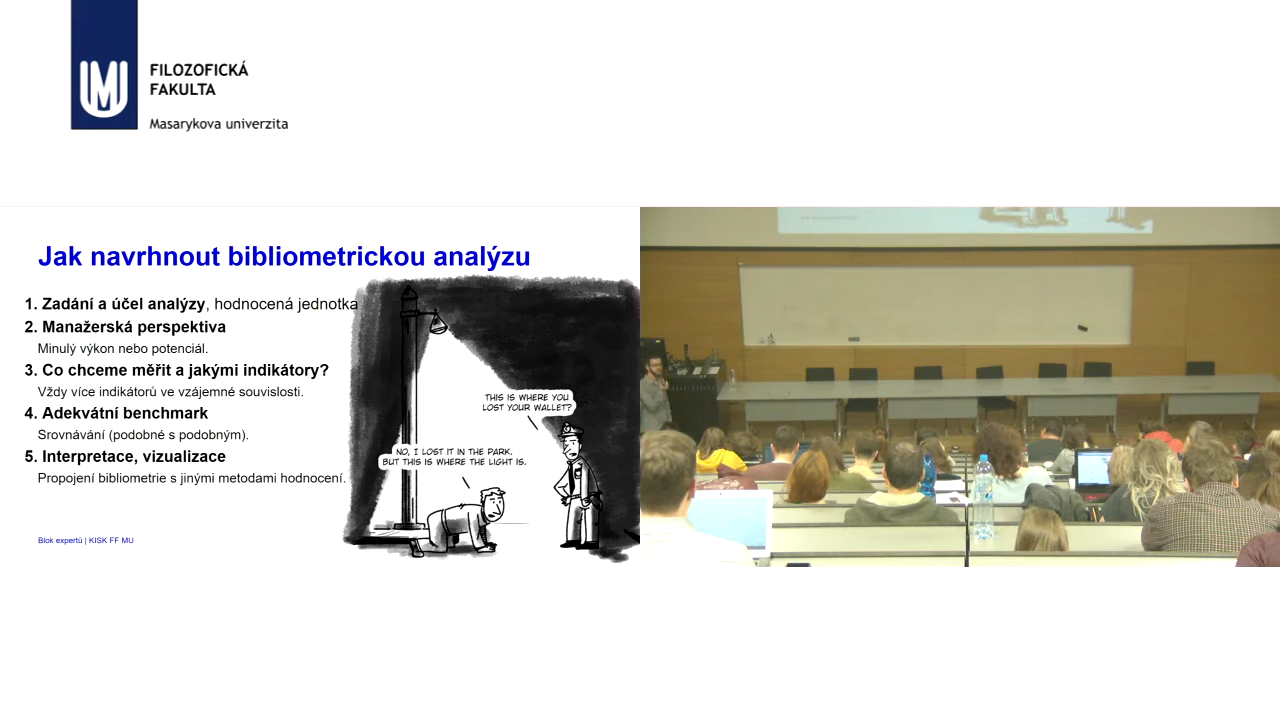 FILOZOFICKÁ
FAKULTA
Masarykova univerzita
Jak navrhnout bibliometrickou analýzu
1. Zadání a účel analýzy, hodnocená jednotka
2. Manažerská perspektiva
Minulý výkon nebo potenciál.
3. Co chceme měřit a jakými indikátory?
Vždy více indikátorů ve vzájemné souvislosti.
4. Adekvátní benchmark
Srovnávání (podobné s podobným).
5. Interpretace, vizualizace
Propojení bibliometrie s jinými metodami hodnocení.
THIS IS WHERE YOU
LOST YOUR WALLET?
NO, I LOST IT IN THE PARK.
BUT THIS IS WHERE THE LIGHT IS.
Blok expertů | KISK FF MU